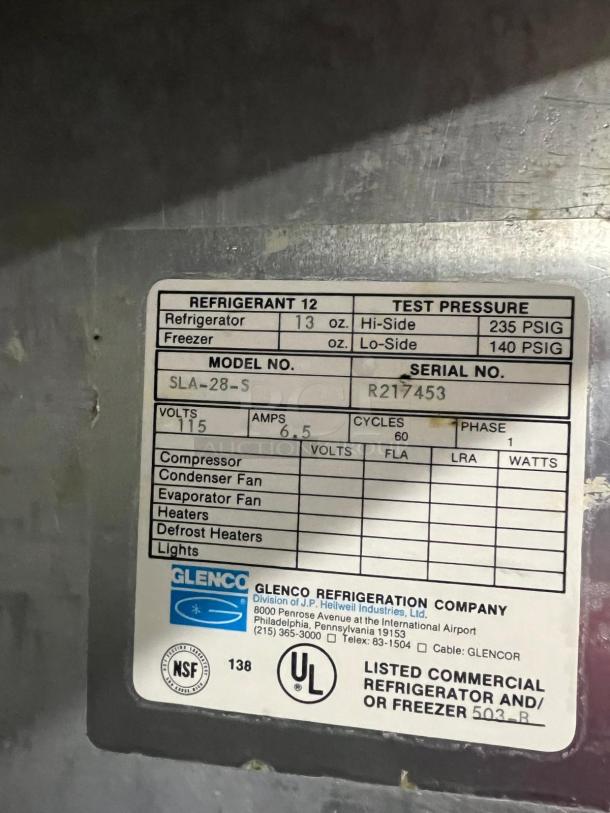 REFRIGERANT 12 TEST PRESSURE
Refrigerator 13 oz. Hi-Side 235 PSIG
Freezer oz. Lo-Side 140 PSIG
MODEL NO. SERIAL NO.
SLA-28-S R217453
VOLTS AMPS CYCLES PHASE
115 6.5 60 1
VOLTS FLA LRA WATTS
Compressor
Condenser Fan
Evaporator Fan
Heaters
Defrost Heaters
Lights
GLENCO
GLENCO REFRIGERATION COMPANY
Division of J.P. Heilweil Industries, Ltd.
8000 Penrose Avenue at the International Airport
Philadelphia, Pennsylvania 19153
(215) 365-3000 □ Telex: 83-1504 □ Cable: GLENCOR
NSF
138
UL
LISTED COMMERCIAL
REFRIGERATOR AND/
OR FREEZER 503-R